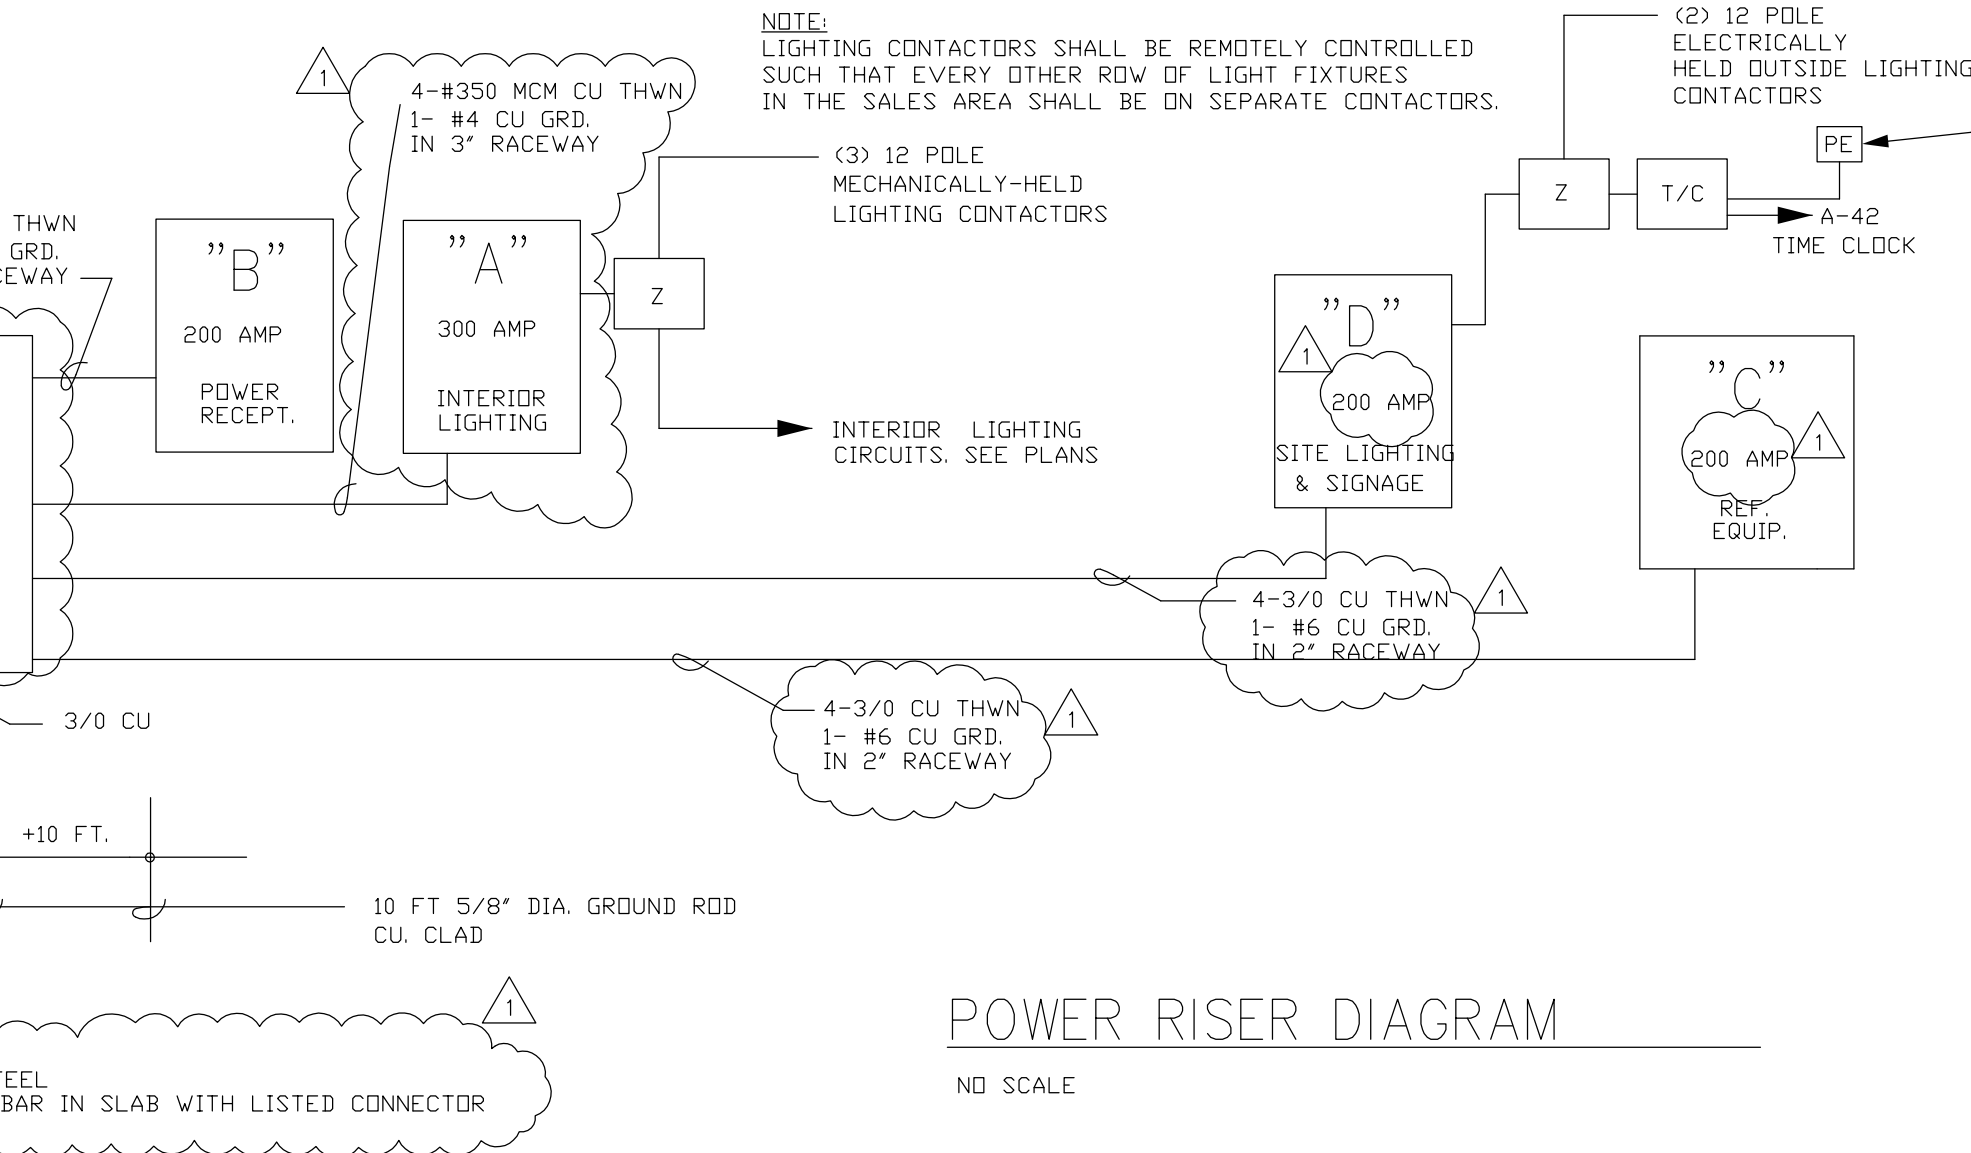 NOTE:
LIGHTING CONTACTORS SHALL BE REMOTELY CONTROLLED
SUCH THAT EVERY OTHER ROW OF LIGHT FIXTURES
IN THE SALES AREA SHALL BE ON SEPARATE CONTACTORS.
(2) 12 POLE
ELECTRICALLY
HELD OUTSIDE LIGHTING
CONTACTORS
1
4-#350 MCM CU THWN
1- #4 CU GRD.
IN 3" RACEWAY
(3) 12 POLE
MECHANICALLY-HELD
LIGHTING CONTACTORS
PE
Z
T/C
A-42
TIME CLOCK
THWN
GRD.
CEWAY
"B"
200 AMP
POWER
RECEPT.
"A"
300 AMP
INTERIOR
LIGHTING
Z
INTERIOR LIGHTING
CIRCUITS. SEE PLANS
"D"
1
200 AMP
SITE LIGHTING
& SIGNAGE
"C"
200 AMP
1
REF.
EQUIP.
4-3/0 CU THWN
1- #6 CU GRD.
IN 2" RACEWAY
1
4-3/0 CU THWN
1- #6 CU GRD.
IN 2" RACEWAY
1
3/0 CU
+10 FT.
10 FT 5/8" DIA. GROUND ROD
CU. CLAD
1
TEEL
BAR IN SLAB WITH LISTED CONNECTOR
POWER RISER DIAGRAM
NO SCALE